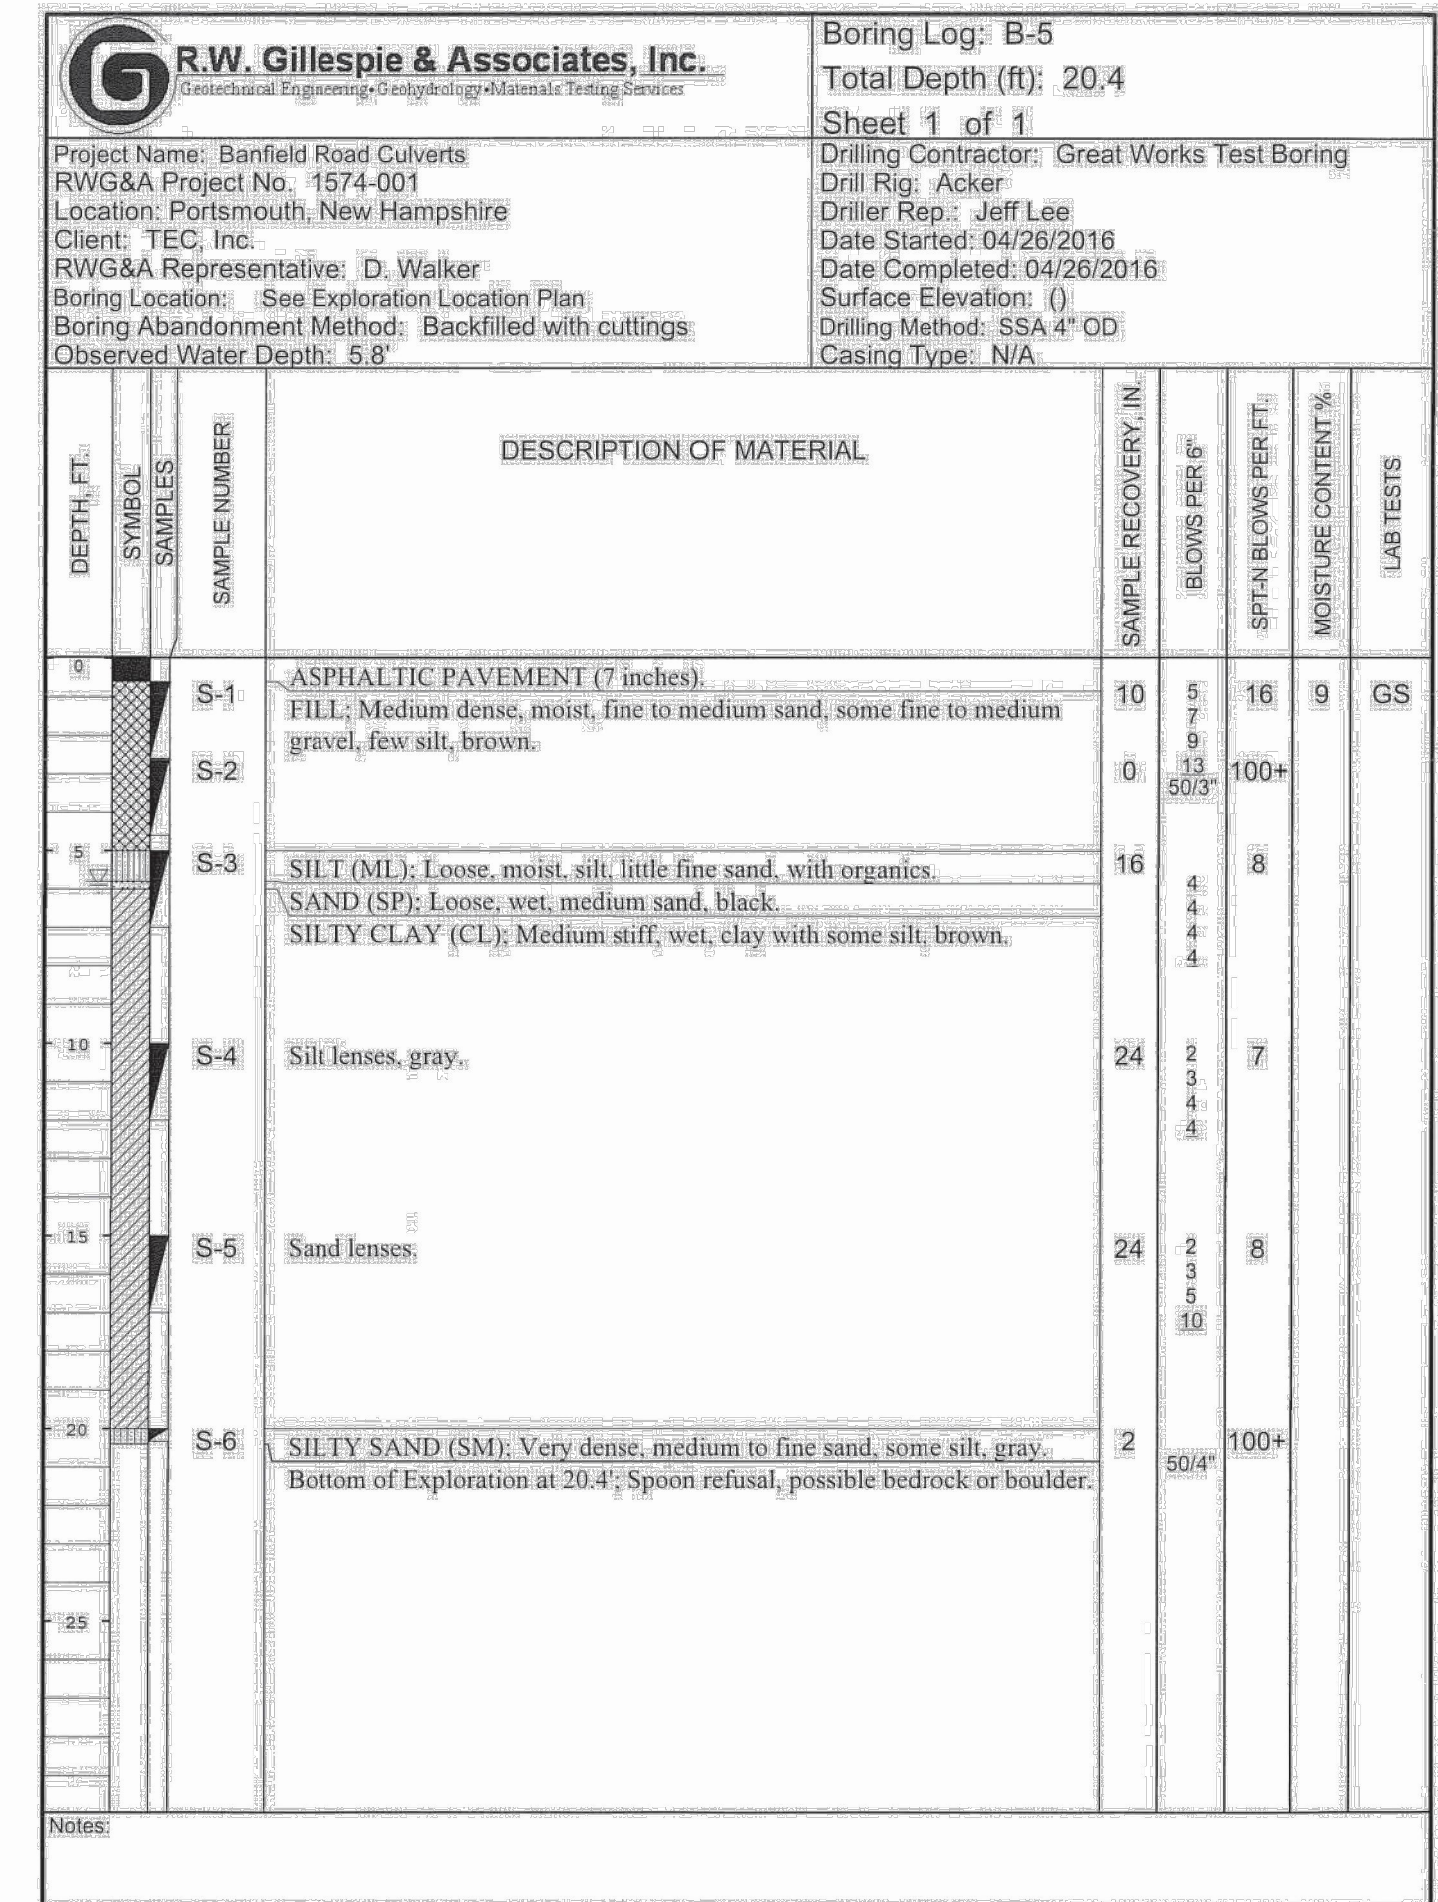 G
R.W. Gillespie & Associates, Inc.
Geotechnical Engineering•Geohydrology•Materials Testing Services
Boring Log: B-5
Total Depth (ft): 20.4
Sheet 1 of 1
Project Name: Banfield Road Culverts
RWG&A Project No. 1574-001
Location: Portsmouth, New Hampshire
Client: TEC, Inc.
RWG&A Representative: D. Walker
Boring Location: See Exploration Location Plan
Boring Abandonment Method: Backfilled with cuttings
Observed Water Depth: 5.8'
Drilling Contractor: Great Works Test Boring
Drill Rig: Acker
Driller Rep.: Jeff Lee
Date Started: 04/26/2016
Date Completed: 04/26/2016
Surface Elevation: ()
Drilling Method: SSA 4" OD
Casing Type: N/A
DEPTH, FT.
SYMBOL
SAMPLES
SAMPLE NUMBER
DESCRIPTION OF MATERIAL
SAMPLE RECOVERY, IN.
BLOWS PER 6"
SPT-N BLOWS PER FT.
MOISTURE CONTENT %
LAB TESTS
0
ASPHALTIC PAVEMENT (7 inches).
S-1 10 5 16 9 GS
FILL: Medium dense, moist, fine to medium sand, some fine to medium
7
gravel, few silt, brown.
9
S-2 0 13 100+
50/3"
5
S-3 16 8
SILT (ML): Loose, moist, silt, little fine sand, with organics.
4
SAND (SP): Loose, wet, medium sand, black.
4
SILTY CLAY (CL): Medium stiff, wet, clay with some silt, brown.
4
4
10 S-4 Silt lenses, gray. 24 2 7
3
4
4
15 S-5 Sand lenses. 24 2 8
3
5
10
20 S-6 2 100+
SILTY SAND (SM): Very dense, medium to fine sand, some silt, gray.
50/4"
Bottom of Exploration at 20.4'; Spoon refusal, possible bedrock or boulder.
25
Notes: